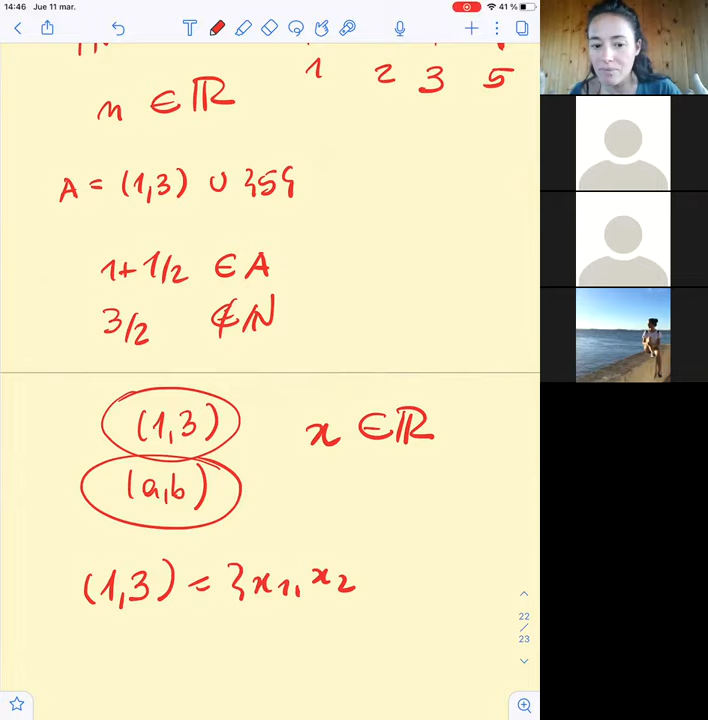 14:46 Jue 11 mar. 41 %
1 2 3 5
n ∈ ℝ
A = (1,3) ∪ {5}
1+1/2 ∈ A
3/2 ∉ ℕ
(1,3) x ∈ ℝ
(a,b)
(1,3) = {x1, x2
22
/
23